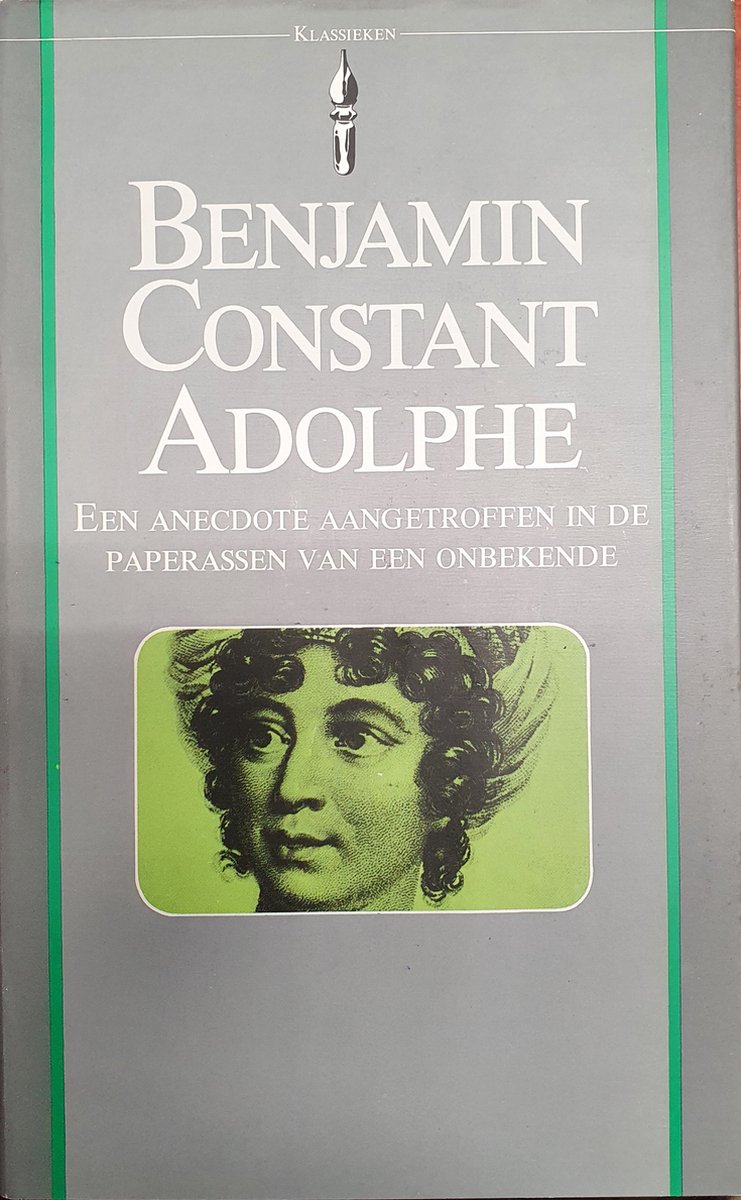 KLASSIEKEN
BENJAMIN
CONSTANT
ADOLPHE
EEN ANECDOTE AANGETROFFEN IN DE
PAPERASSEN VAN EEN ONBEKENDE